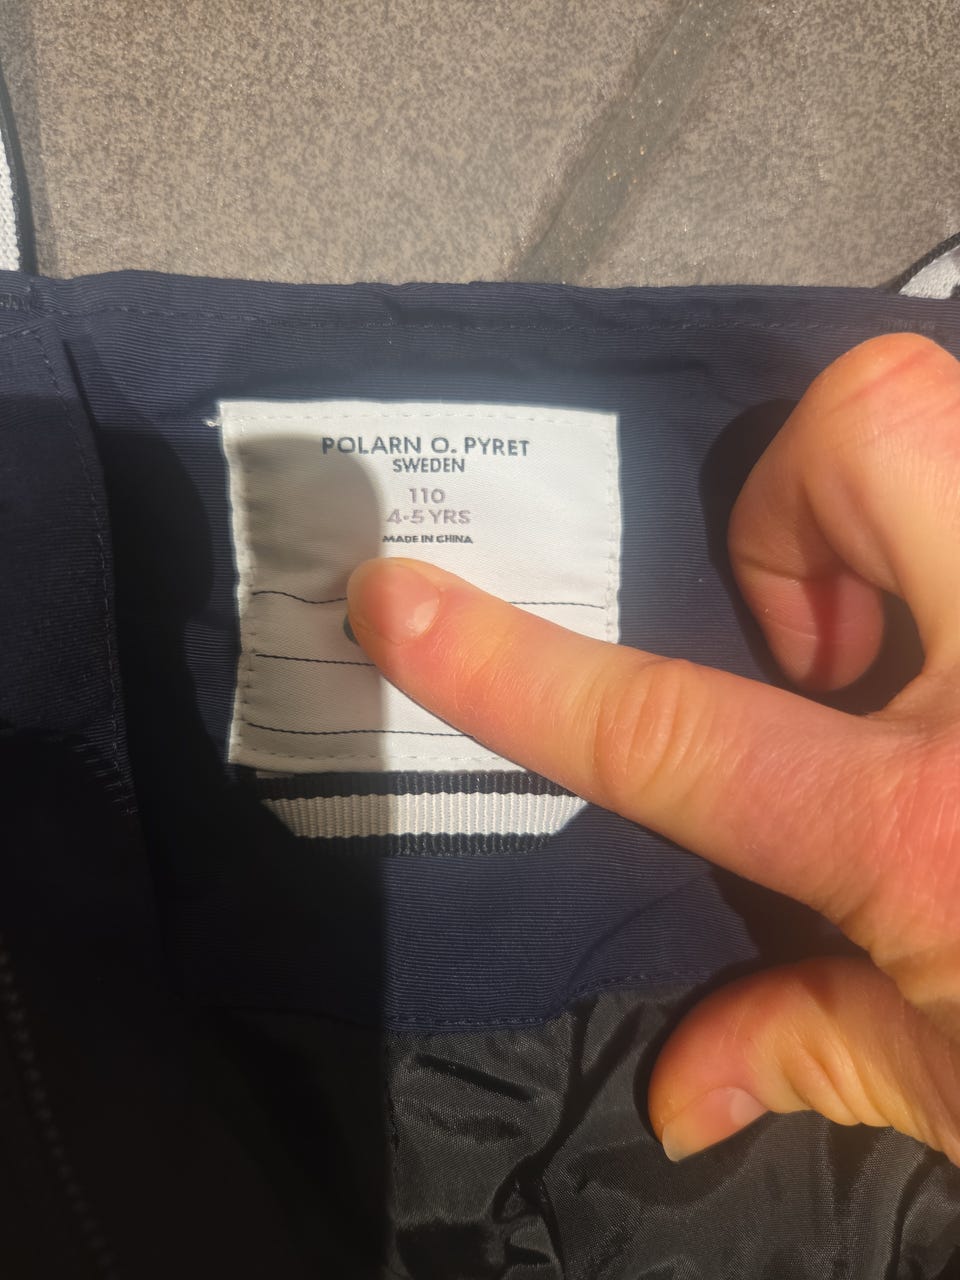 POLARN O. PYRET
SWEDEN
110
4-5 YRS
MADE IN CHINA